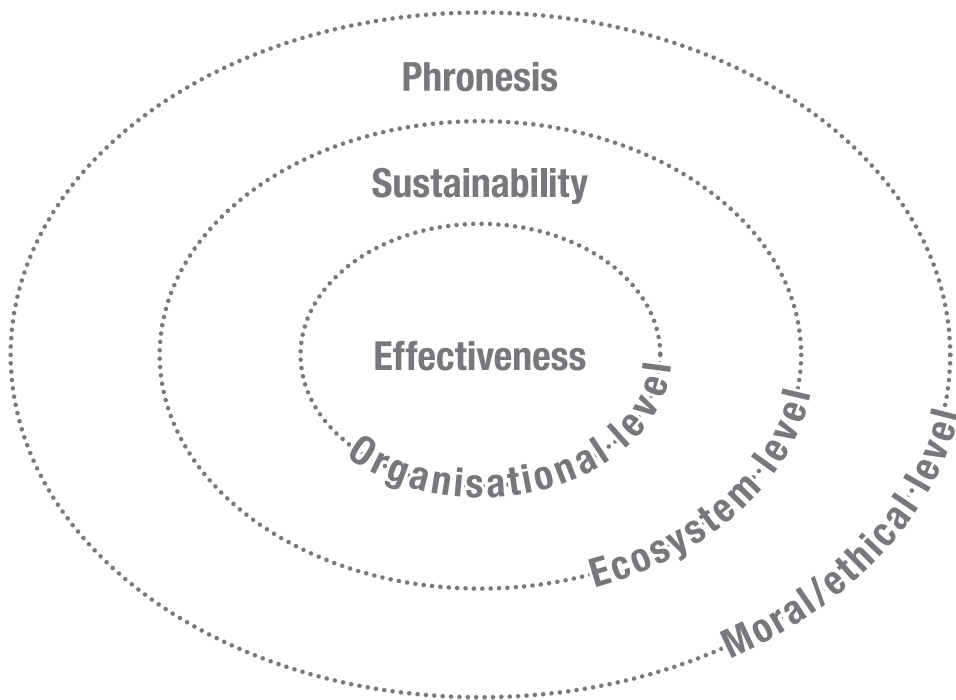 Phronesis
Sustainability
Effectiveness
Organisational level
Ecosystem level
Moral/ethical level